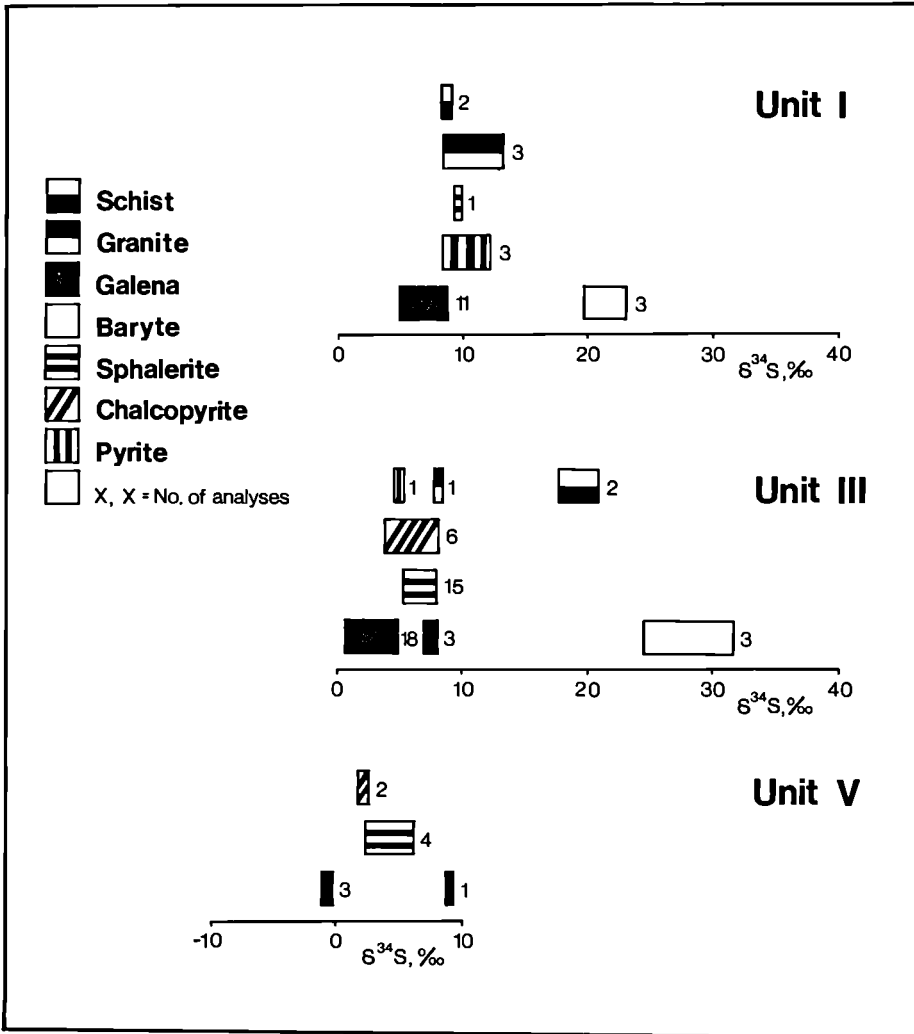 Unit I
2
3
1
3
11 3
0 10 20 30 40
δ³⁴S,‰
Schist
Granite
Galena
Baryte
Sphalerite
Chalcopyrite
Pyrite
X, X = No. of analyses
Unit III
1 1 2
6
15
18 3 3
0 10 20 30 40
δ³⁴S,‰
Unit V
2
4
3 1
-10 0 10
δ³⁴S,‰